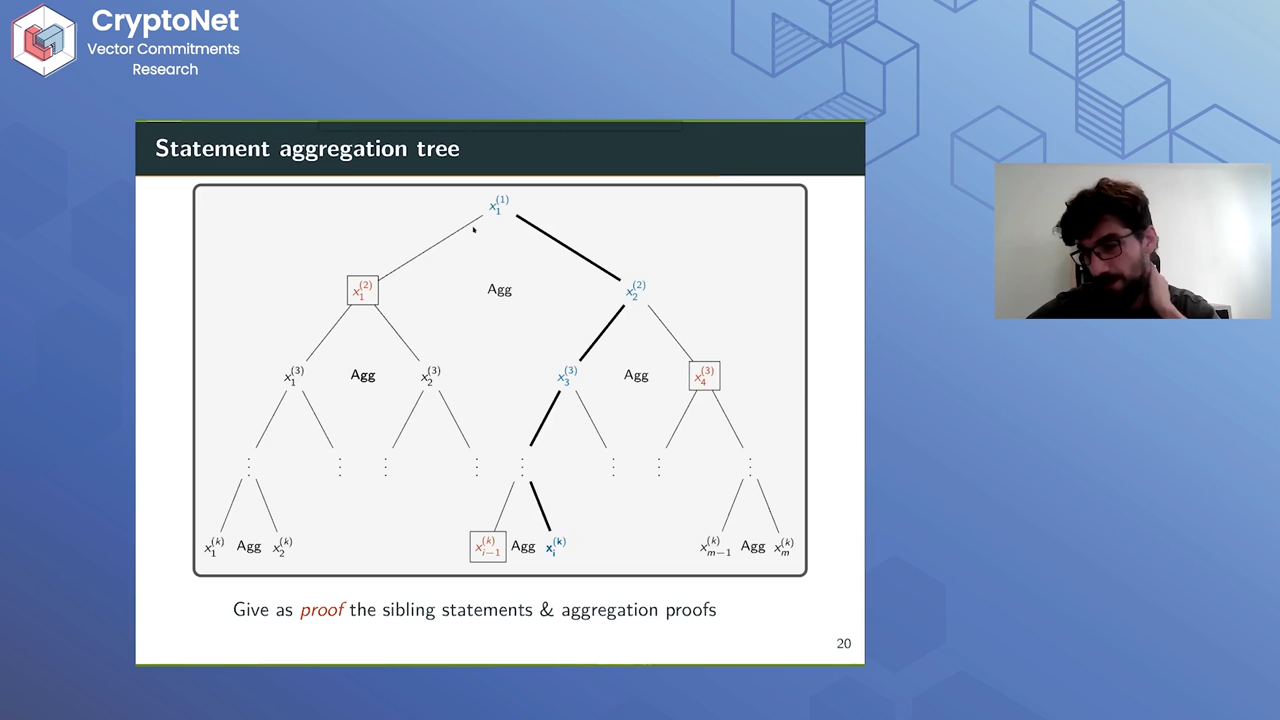 CryptoNet
Vector Commitments
Research
Statement aggregation tree
x_1^{(1)}
x_1^{(2)} Agg x_2^{(2)}
x_1^{(3)} Agg x_2^{(3)} x_3^{(3)} Agg x_4^{(3)}
⋮ ⋮ ⋮ ⋮ ⋮ ⋮ ⋮ ⋮
x_1^{(k)} Agg x_2^{(k)} x_{i−1}^{(k)} Agg x_i^{(k)} x_{m−1}^{(k)} Agg x_m^{(k)}
Give as proof the sibling statements & aggregation proofs
20